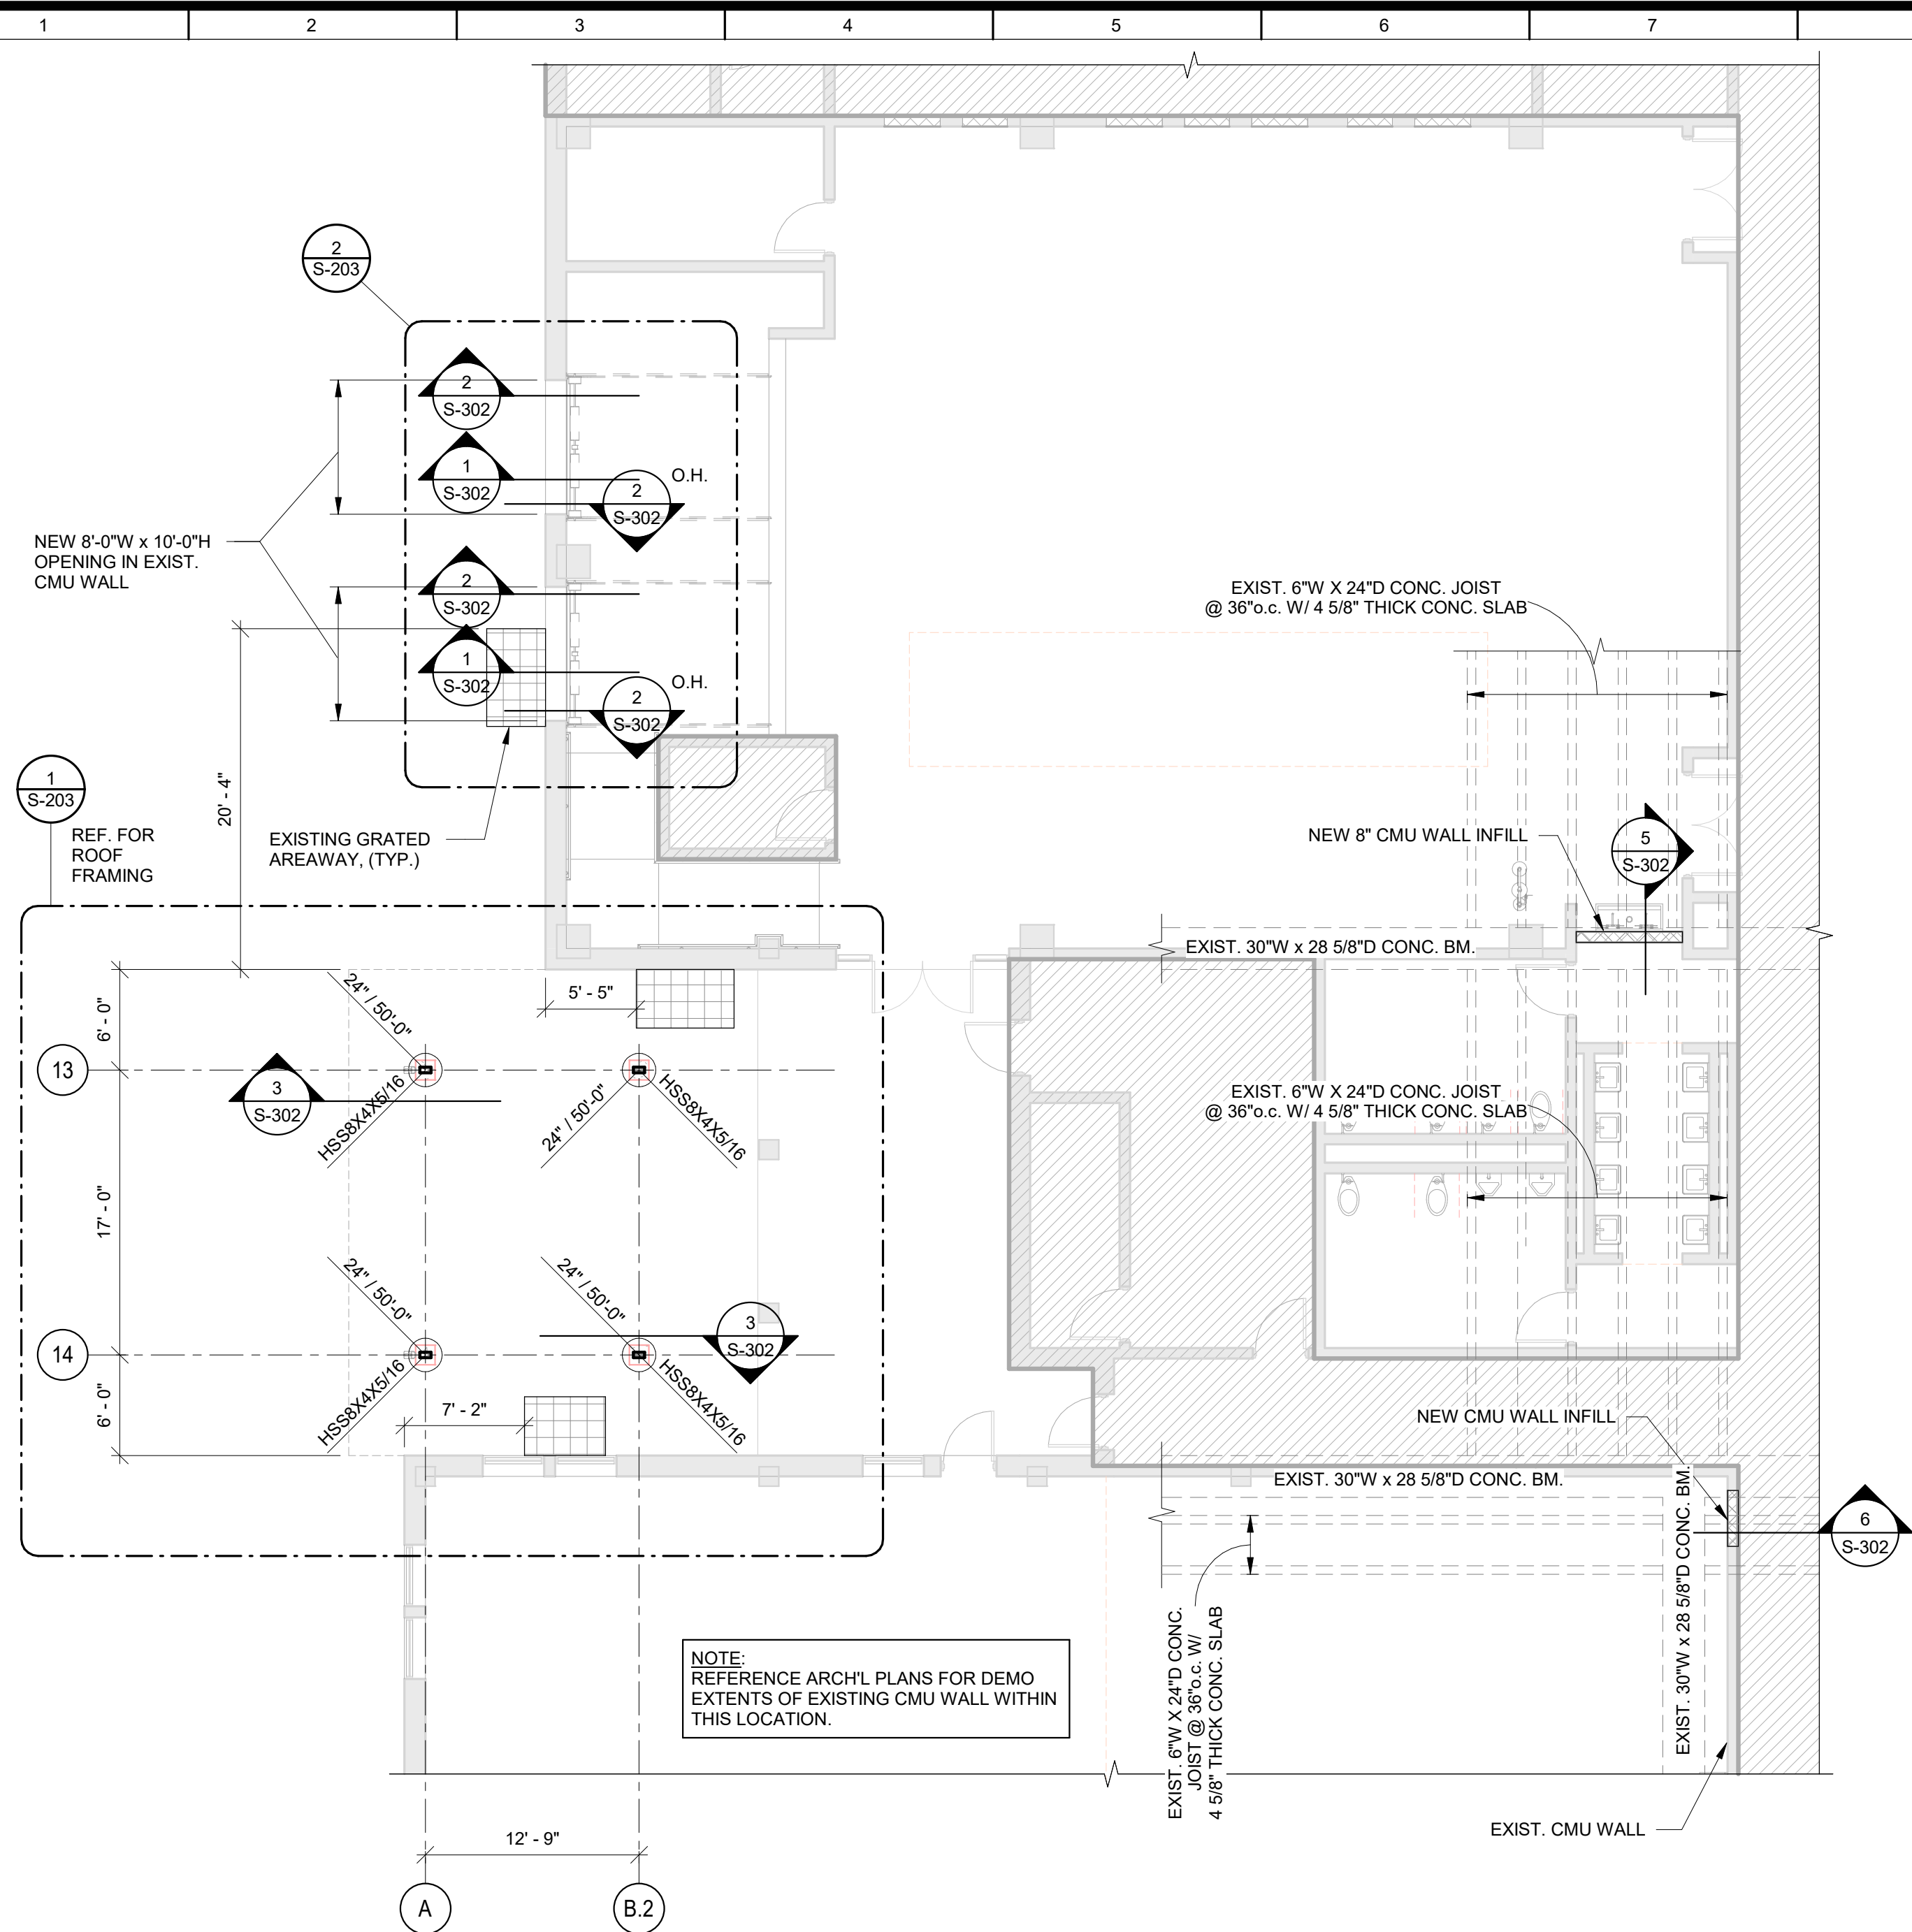 1
2
3
4
5
6
7
2
S-203
2
S-302
1
S-302
O.H.
2
S-302
NEW 8'-0"W x 10'-0"H
OPENING IN EXIST.
CMU WALL
2
S-302
1
S-302
O.H.
2
S-302
EXIST. 6"W X 24"D CONC. JOIST
@ 36"o.c. W/ 4 5/8" THICK CONC. SLAB
1
S-203
REF. FOR
ROOF
FRAMING
20' - 4"
EXISTING GRATED
AREAWAY, (TYP.)
NEW 8" CMU WALL INFILL
5
S-302
EXIST. 30"W x 28 5/8"D CONC. BM.
6' - 0"
24" / 50'-0"
5' - 5"
13
3
S-302
HSS8X4X5/16
24" / 50'-0"
HSS8X4X5/16
EXIST. 6"W X 24"D CONC. JOIST
@ 36"o.c. W/ 4 5/8" THICK CONC. SLAB
17' - 0"
24" / 50'-0"
24" / 50'-0"
3
S-302
14
6' - 0"
HSS8X4X5/16
7' - 2"
HSS8X4X5/16
NEW CMU WALL INFILL
EXIST. 30"W x 28 5/8"D CONC. BM.
EXIST. 30"W x 28 5/8"D CONC. BM.
6
S-302
EXIST. 6"W X 24"D CONC.
JOIST @ 36"o.c. W/
4 5/8" THICK CONC. SLAB
NOTE:
REFERENCE ARCH'L PLANS FOR DEMO
EXTENTS OF EXISTING CMU WALL WITHIN
THIS LOCATION.
EXIST. CMU WALL
12' - 9"
A
B.2